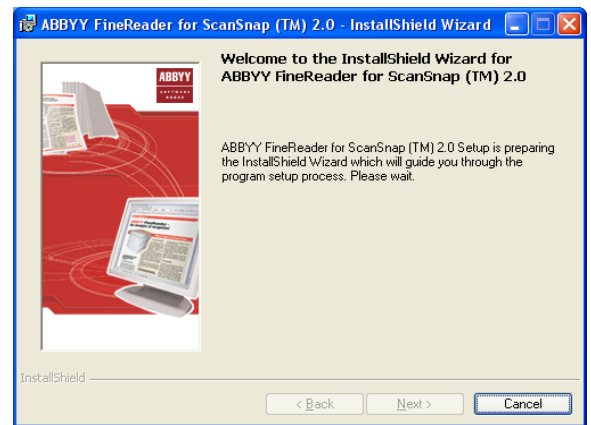 ABBYY FineReader for ScanSnap (TM) 2.0 - InstallShield Wizard
ABBYY
SOFTWARE
HOUSE
Welcome to the InstallShield Wizard for
ABBYY FineReader for ScanSnap (TM) 2.0
ABBYY FineReader for ScanSnap (TM) 2.0 Setup is preparing
the InstallShield Wizard which will guide you through the
program setup process. Please wait.
InstallShield
< Back
Next >
Cancel